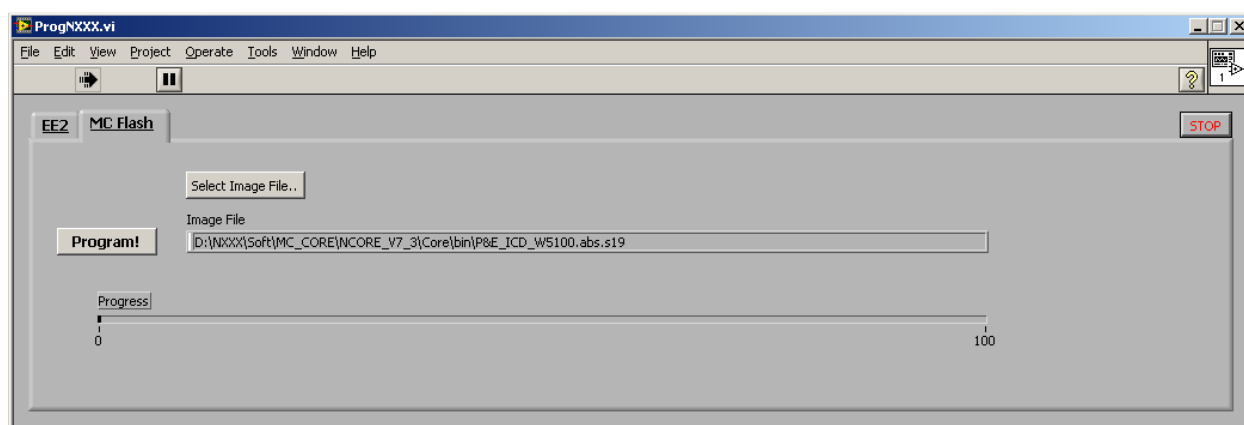 ProgNXXX.vi
File Edit View Project Operate Tools Window Help
? 1
EE2 MC Flash STOP
Select Image File..
Image File
Program! D:\NXXX\Soft\MC_CORE\NCORE_V7_3\Core\bin\P&E_ICD_W5100.abs.s19
Progress
0 100